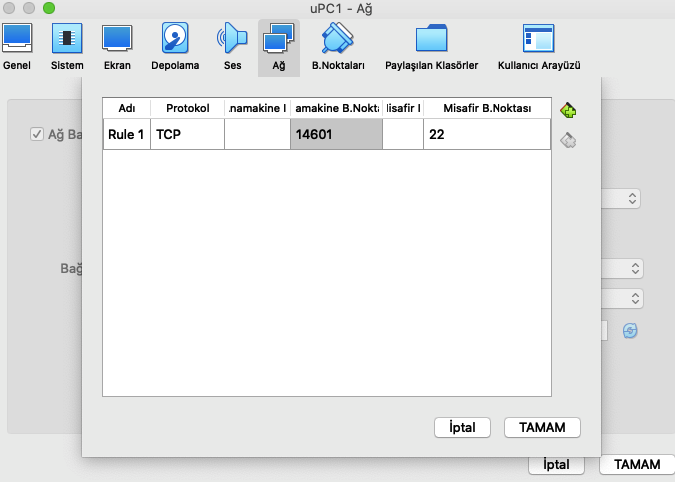 uPC1 - Ağ
Genel Sistem Ekran Depolama Ses Ağ B.Noktaları Paylaşılan Klasörler Kullanıcı Arayüzü
Adı Protokol namakine I amakine B.Nokta Iisafir I Misafir B.Noktası
Ağ Ba
Rule 1 TCP 14601 22
Bağ
İptal TAMAM
İptal TAMAM